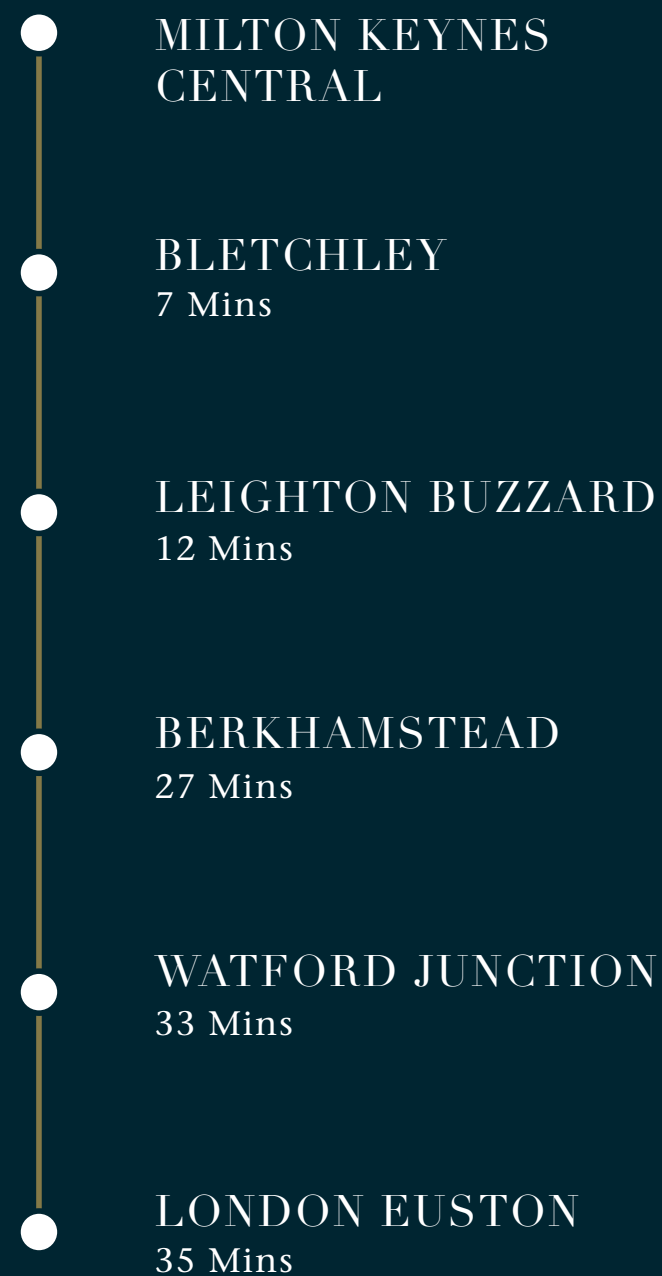 MILTON KEYNES
CENTRAL
BLETCHLEY
7 Mins
LEIGHTON BUZZARD
12 Mins
BERKHAMSTEAD
27 Mins
WATFORD JUNCTION
33 Mins
LONDON EUSTON
35 Mins